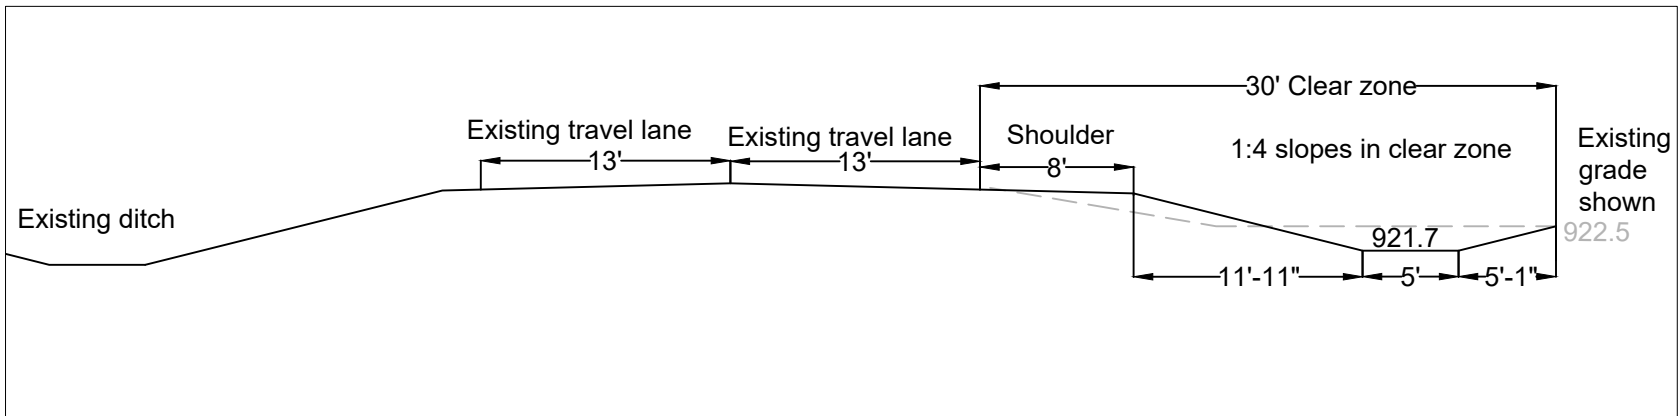 30' Clear zone
Existing travel lane
13'
Existing travel lane
13'
Shoulder
8'
1:4 slopes in clear zone
Existing
grade
shown
922.5
Existing ditch
921.7
11'-11"
5'
5'-1"